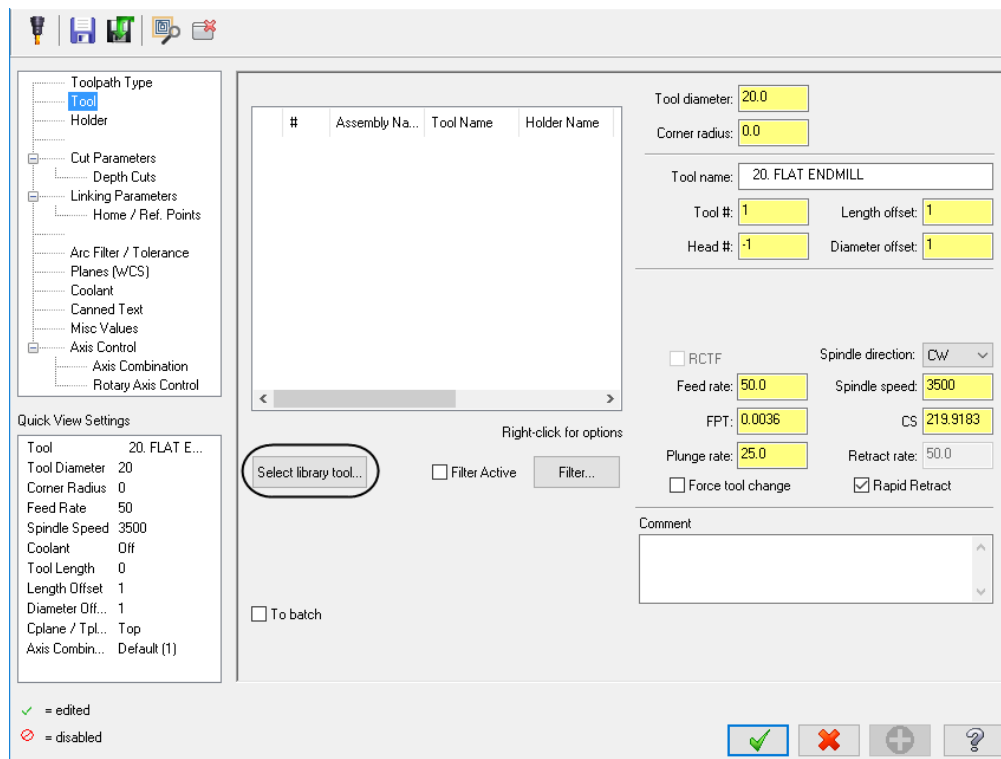 Toolpath Type
Tool
Holder
Cut Parameters
Depth Cuts
Linking Parameters
Home / Ref. Points
Arc Filter / Tolerance
Planes (WCS)
Coolant
Canned Text
Misc Values
Axis Control
Axis Combination
Rotary Axis Control
Quick View Settings
Tool 20. FLAT E...
Tool Diameter 20
Corner Radius 0
Feed Rate 50
Spindle Speed 3500
Coolant Off
Tool Length 0
Length Offset 1
Diameter Off... 1
Cplane / Tpl... Top
Axis Combin... Default (1)
= edited
= disabled
# Assembly Na... Tool Name Holder Name
Right-click for options
Select library tool... Filter Active Filter...
To batch
Tool diameter: 20.0
Corner radius: 0.0
Tool name: 20. FLAT ENDMILL
Tool #: 1 Length offset: 1
Head #: -1 Diameter offset: 1
RCTF Spindle direction: CW
Feed rate: 50.0 Spindle speed: 3500
FPT: 0.0036 CS 219.9183
Plunge rate: 25.0 Retract rate: 50.0
Force tool change Rapid Retract
Comment